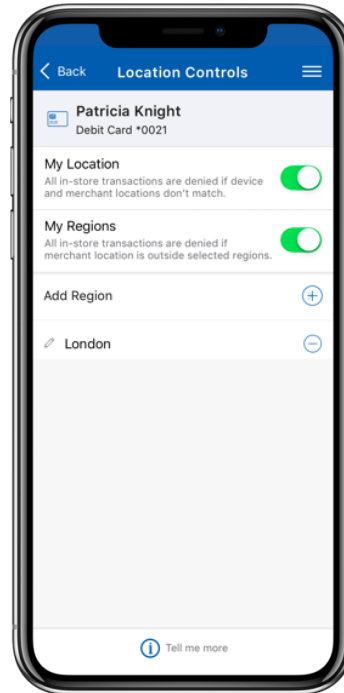 Back Location Controls
Patricia Knight
Debit Card *0021
My Location
All in-store transactions are denied if device
and merchant locations don't match.
My Regions
All in-store transactions are denied if
merchant location is outside selected regions.
Add Region
London
Tell me more